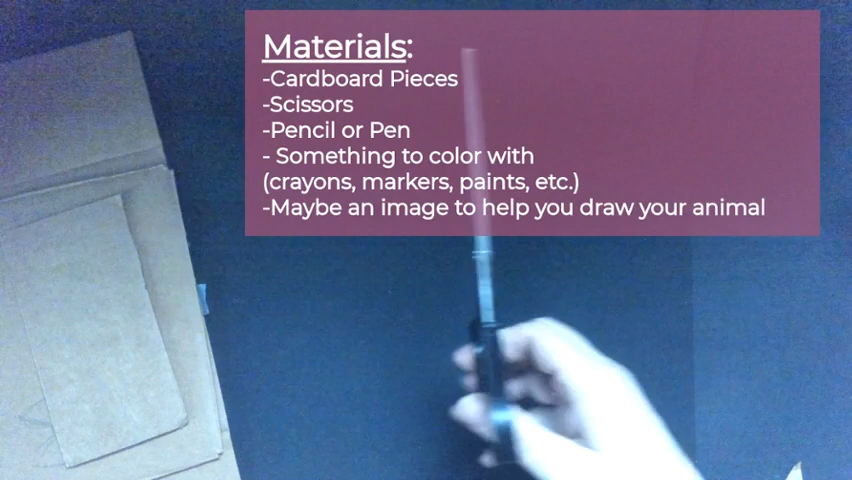 Materials:
-Cardboard Pieces
-Scissors
-Pencil or Pen
- Something to color with
(crayons, markers, paints, etc.)
-Maybe an image to help you draw your animal